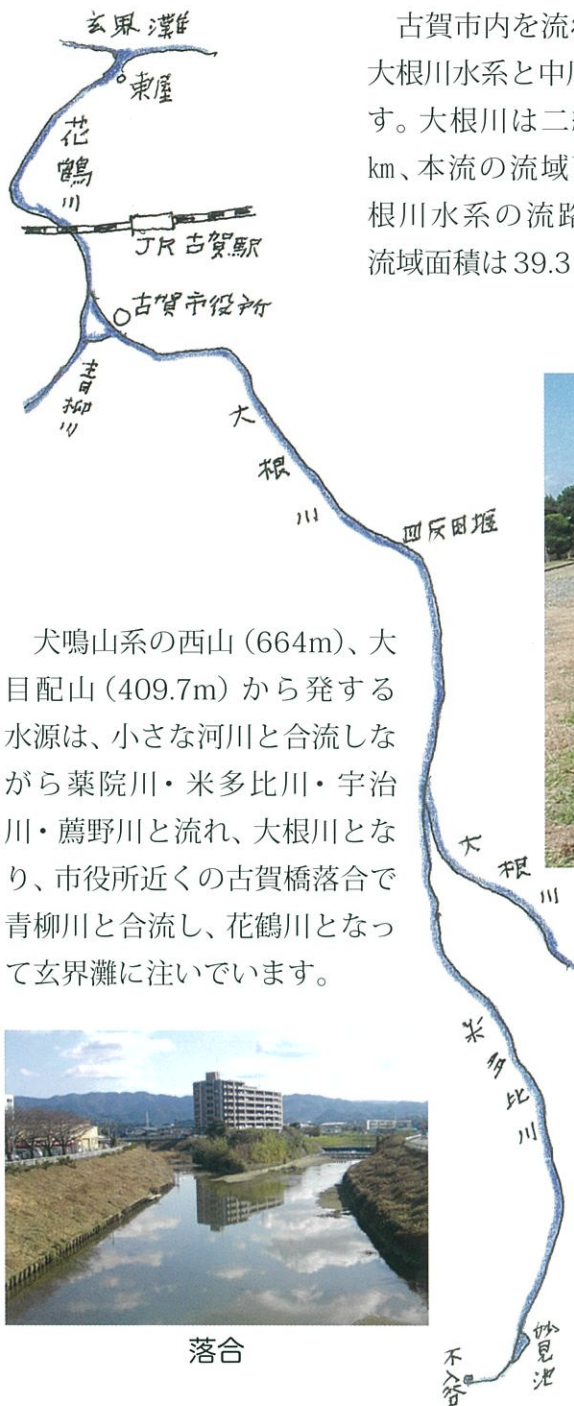 玄界灘
東屋
花鶴川
JR古賀駅
古賀市役所
青柳川
大根川
四反田堰
大根川
米多比川
妙見池
不入谷
古賀市内を流れ
大根川水系と中川
す。大根川は二級
km、本流の流域面
根川水系の流路
流域面積は39.3
犬鳴山系の西山（664m）、大
目配山（409.7m）から発する
水源は、小さな河川と合流しな
がら薬院川・米多比川・宇治
川・薦野川と流れ、大根川とな
り、市役所近くの古賀橋落合で
青柳川と合流し、花鶴川となっ
て玄界灘に注いでいます。
落合